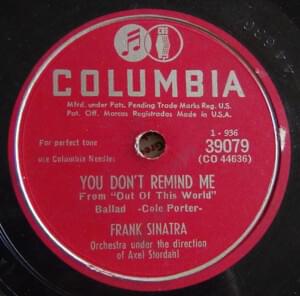 CBS
COLUMBIA
Mfrd. under Pats. Pending Trade Marks Reg. U.S.
Pat. Off. Marcas Registradas Made in U.S.A.
For perfect tone
use Columbia Needles
1 - 936
39079
(CO 44636)
YOU DON'T REMIND ME
From "Out Of This World"
Ballad -Cole Porter-
FRANK SINATRA
Orchestra under the direction
of Axel Stordahl